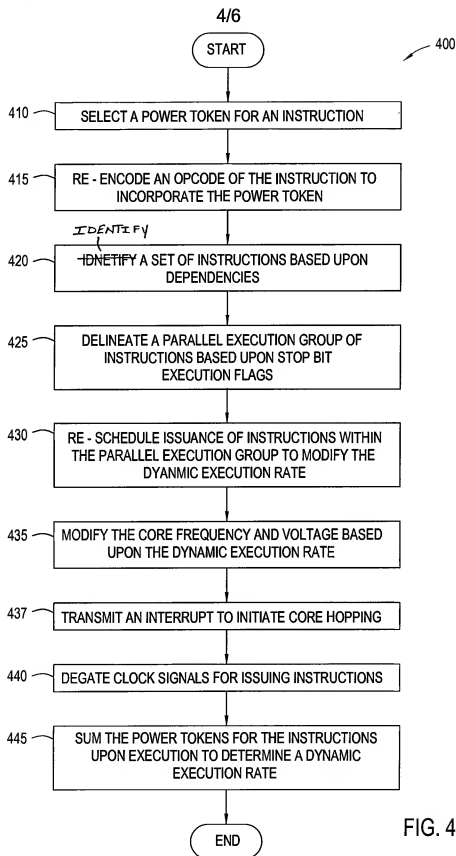 4/6
START
400
410
SELECT A POWER TOKEN FOR AN INSTRUCTION
415
RE - ENCODE AN OPCODE OF THE INSTRUCTION TO
INCORPORATE THE POWER TOKEN
IDENTIFY
420
IDNETIFY A SET OF INSTRUCTIONS BASED UPON
DEPENDENCIES
425
DELINEATE A PARALLEL EXECUTION GROUP OF
INSTRUCTIONS BASED UPON STOP BIT
EXECUTION FLAGS
430
RE - SCHEDULE ISSUANCE OF INSTRUCTIONS WITHIN
THE PARALLEL EXECUTION GROUP TO MODIFY THE
DYANMIC EXECUTION RATE
435
MODIFY THE CORE FREQUENCY AND VOLTAGE BASED
UPON THE DYNAMIC EXECUTION RATE
437
TRANSMIT AN INTERRUPT TO INITIATE CORE HOPPING
440
DEGATE CLOCK SIGNALS FOR ISSUING INSTRUCTIONS
445
SUM THE POWER TOKENS FOR THE INSTRUCTIONS
UPON EXECUTION TO DETERMINE A DYNAMIC
EXECUTION RATE
END
FIG. 4